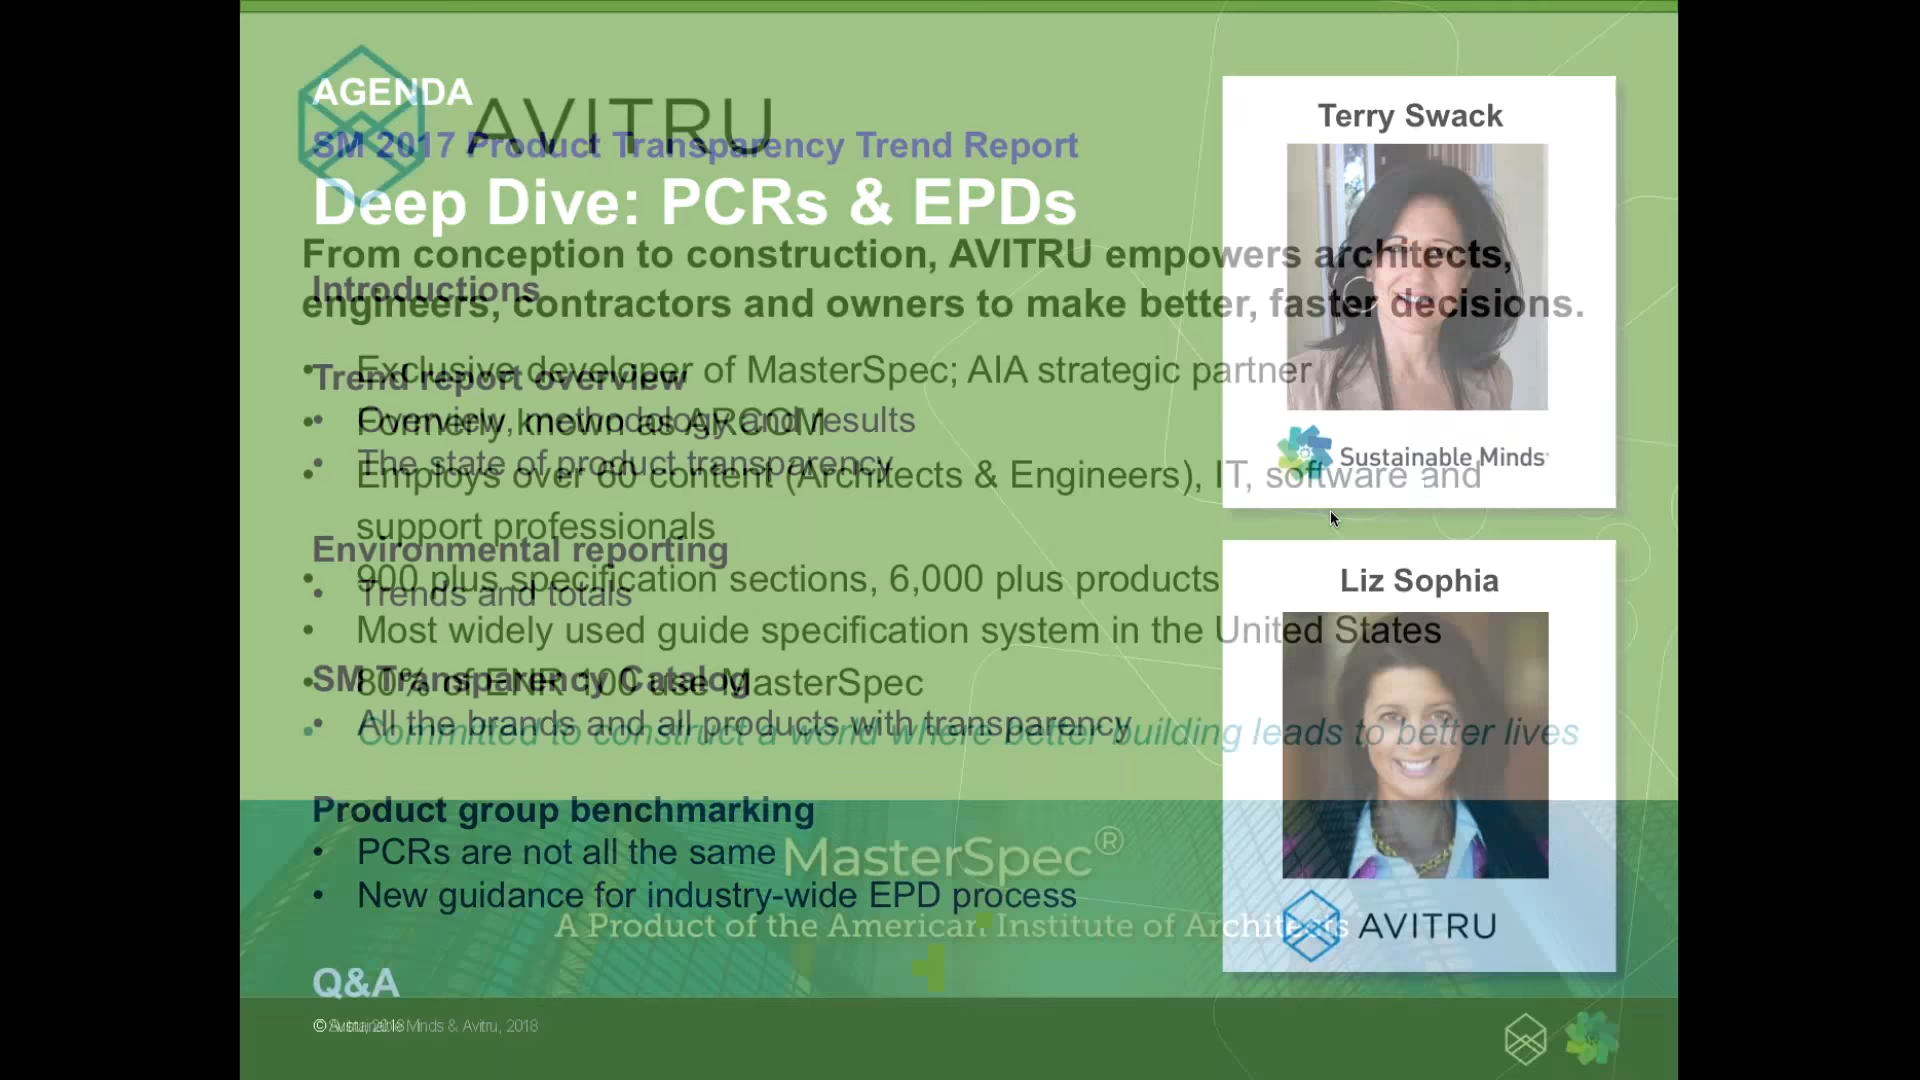 AGENDA
AVITRU
SM 2017 Product Transparency Trend Report
Deep Dive: PCRs & EPDs
From conception to construction, AVITRU empowers architects,
engineers, contractors and owners to make better, faster decisions.
Introductions
Exclusive developer of MasterSpec; AIA strategic partner
Trend report overview
• Formerly known as ARCOM
• Overview, methodology and results
• The state of product transparency
• Employs over 60 content (Architects & Engineers), IT, software and
support professionals
Environmental reporting
• 900 plus specification sections, 6,000 plus products
• Trends and totals
• Most widely used guide specification system in the United States
SM Transparency Catalog
• 80% of ENR 100 use MasterSpec
• All the brands and all products with transparency
• Committed to construct a world where better building leads to better lives
Product group benchmarking
• PCRs are not all the same
• New guidance for industry-wide EPD process
MasterSpec®
A Product of the American Institute of Architects
Q&A
© Avitru, 2018
© Sustainable Minds & Avitru, 2018
Terry Swack
Sustainable Minds
Liz Sophia
AVITRU